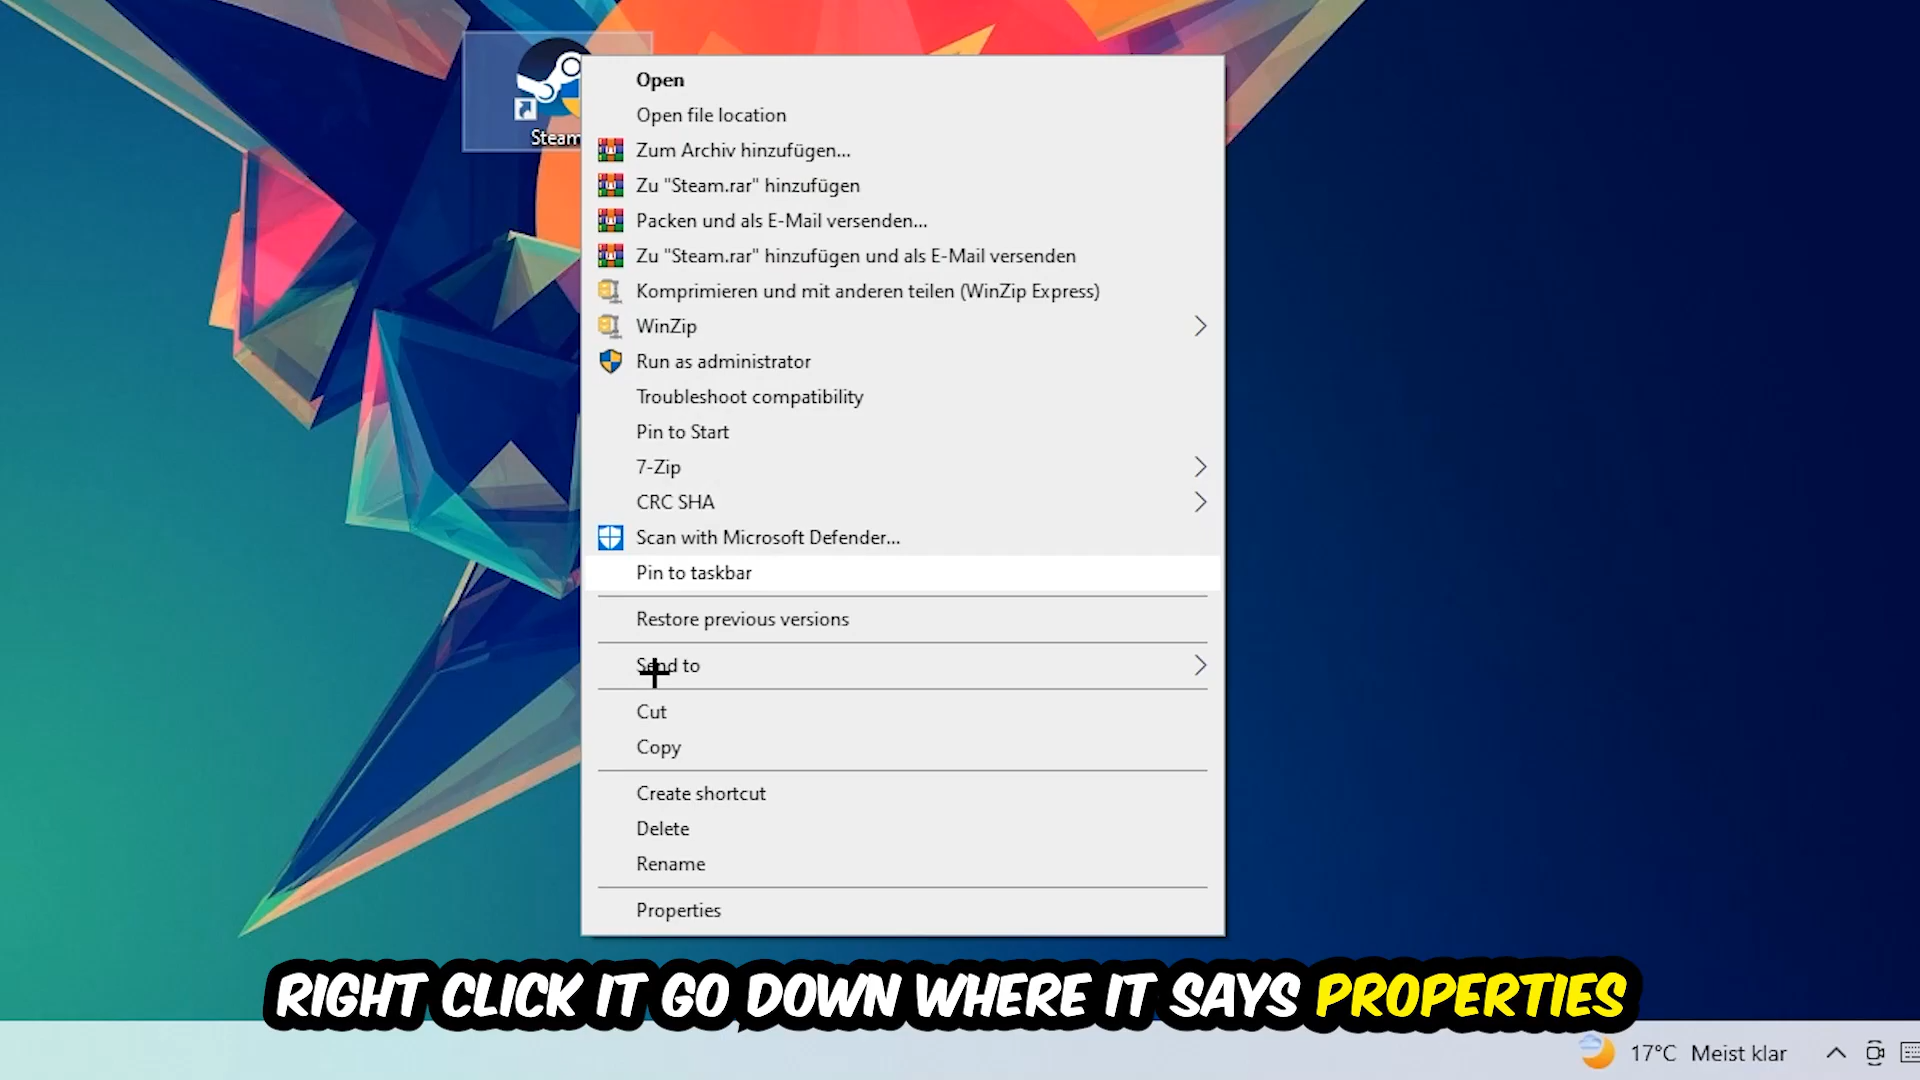 Steam
Open
Open file location
Zum Archiv hinzufügen...
Zu "Steam.rar" hinzufügen
Packen und als E-Mail versenden...
Zu "Steam.rar" hinzufügen und als E-Mail versenden
Komprimieren und mit anderen teilen (WinZip Express)
WinZip
Run as administrator
Troubleshoot compatibility
Pin to Start
7-Zip
CRC SHA
Scan with Microsoft Defender...
Pin to taskbar
Restore previous versions
Send to
Cut
Copy
Create shortcut
Delete
Rename
Properties
RIGHT CLICK IT GO DOWN WHERE IT SAYS PROPERTIES
17°C Meist klar